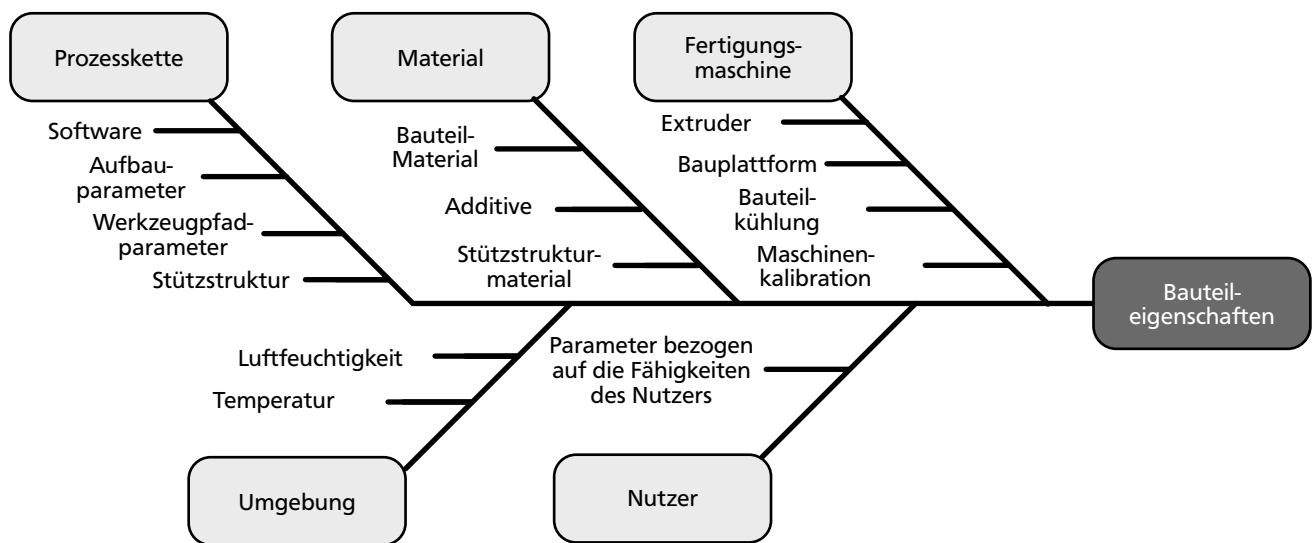 Prozesskette
Material
Fertigungs-
maschine
Software
Aufbau-
parameter
Werkzeugpfad-
parameter
Stützstruktur
Bauteil-
Material
Additive
Stützstruktur-
material
Extruder
Bauplattform
Bauteil-
kühlung
Maschinen-
kalibration
Bauteil-
eigenschaften
Luftfeuchtigkeit
Temperatur
Parameter bezogen
auf die Fähigkeiten
des Nutzers
Umgebung
Nutzer